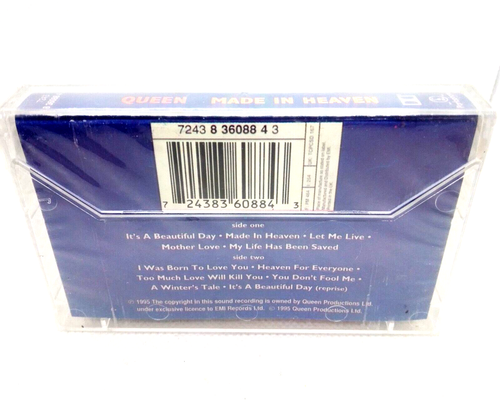 QUEEN MADE IN HEAVEN EMI
7243 8 36088 4 3
7 24383 60884 3
side one
It's A Beautiful Day • Made In Heaven • Let Me Live •
Mother Love • My Life Has Been Saved
side two
I Was Born To Love You • Heaven For Everyone •
Too Much Love Will Kill You • You Don't Fool Me •
A Winter's Tale • It's A Beautiful Day (reprise)
℗ 1995 The copyright in this sound recording is owned by Queen Productions Ltd.
under exclusive licence to EMI Records Ltd. © 1995 Queen Productions Ltd.